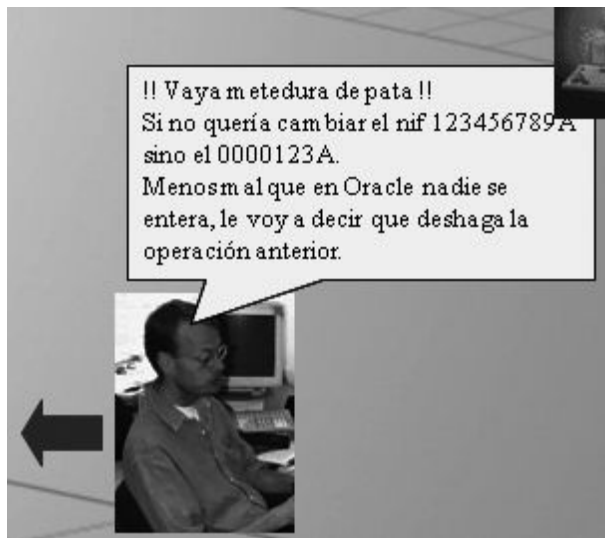 !! Vaya metedura de pata !!
Si no quería cambiar el nif 123456789A
sino el 0000123A.
Menos mal que en Oracle nadie se
entera, le voy a decir que deshaga la
operación anterior.